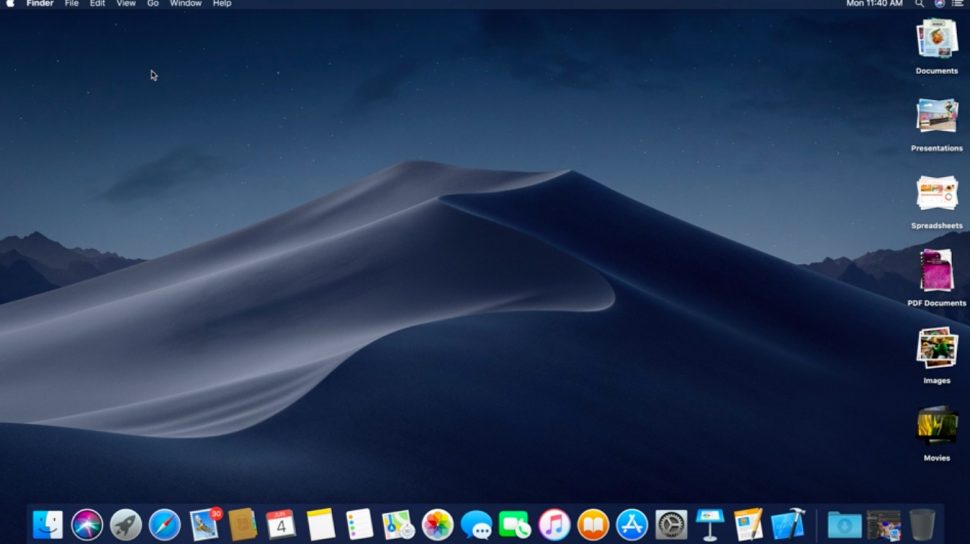 Finder File Edit View Go Window Help Mon 11:40 AM
Documents
Presentations
Spreadsheets
PDF Documents
Images
Movies
30
JUN
4